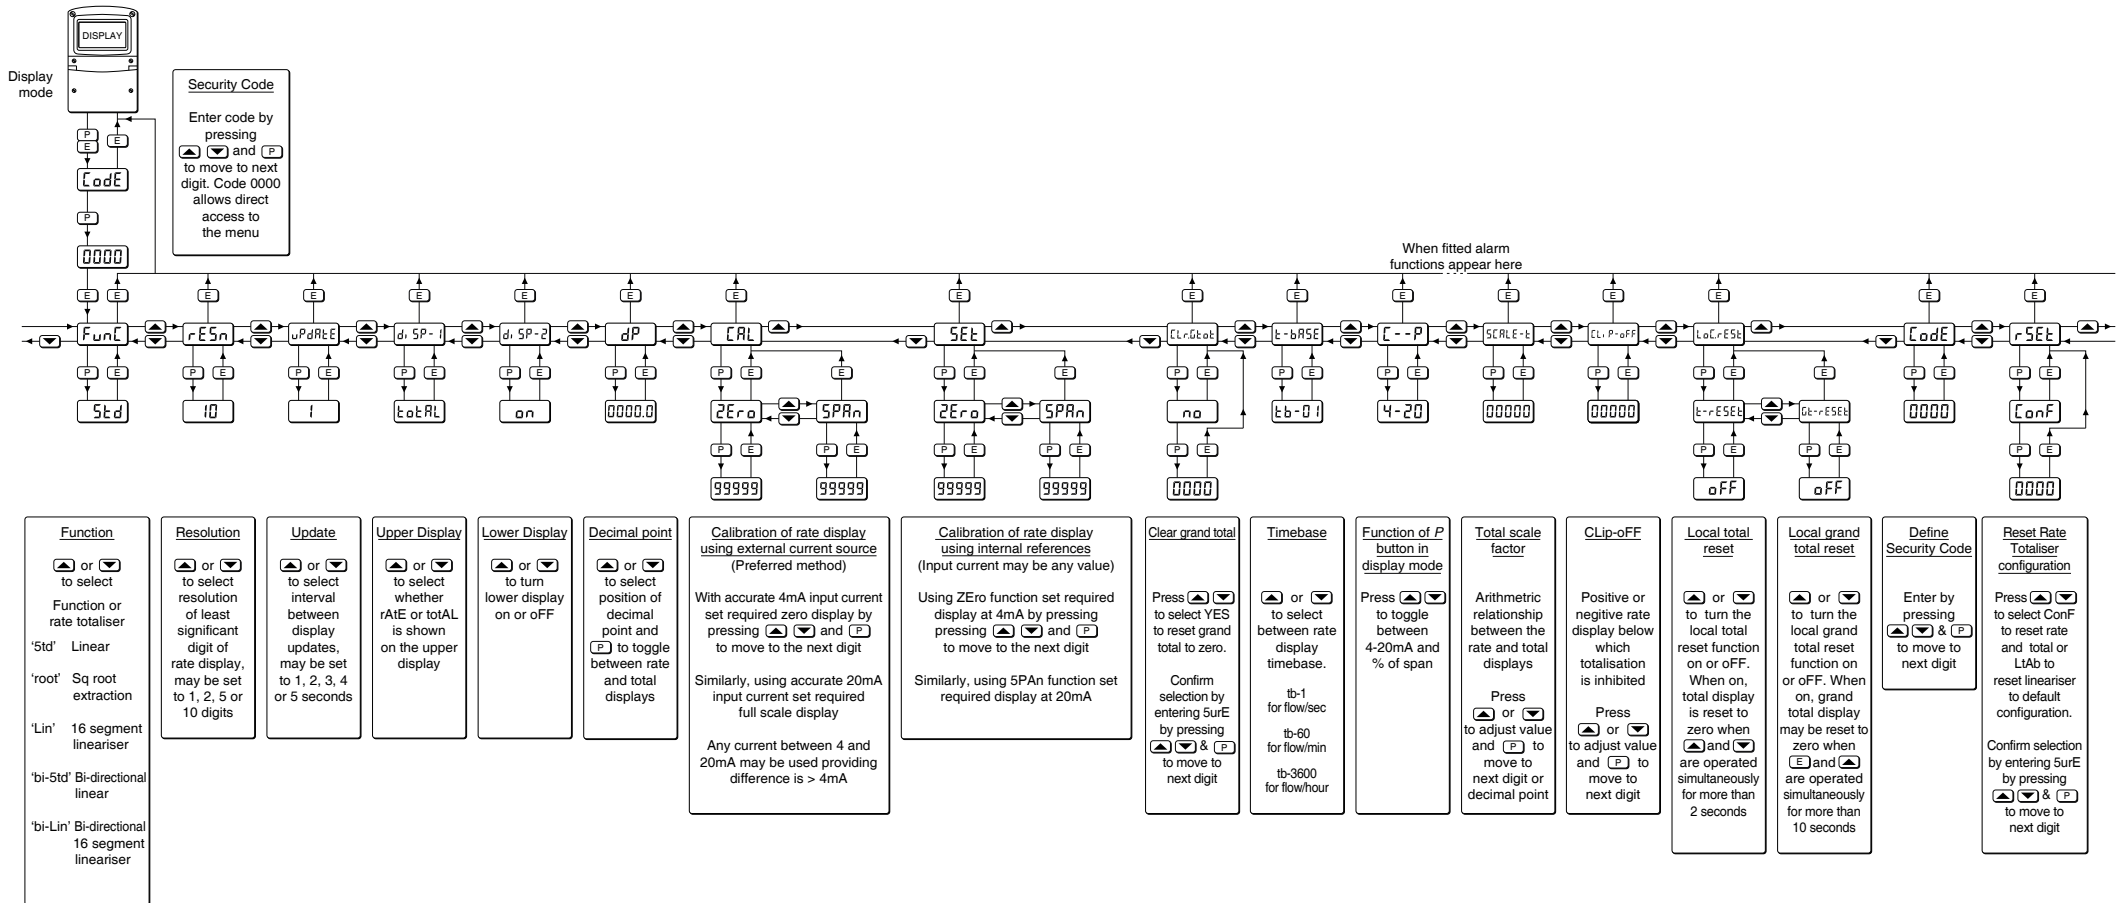 DISPLAY
Display
mode
Security Code
Enter code by
pressing
and P
to move to next
digit. Code 0000
allows direct
access to
the menu
P
E
E
CodE
P
0000
When fitted alarm
functions appear here
E E E E E E E E E E E E E E E E E
FunC rESn uPdAtE diSP-1 diSP-2 dP CAL SEt CLr.Gtot t-bASE C--P SCALE-t CLiP-oFF LoC.rESt CodE rSEt
P E P E P E P E P E P E P E E P E E P E P E P E P E P E P E E P E P E
Std 10 1 totAL on 0000.0 ZEro SPAn ZEro SPAn no tb-01 4-20 00000 00000 t-rESEt Gt-rESEt 0000 ConF
P E P E P E P E P E P E P E P E
99999 99999 99999 99999 0000 oFF oFF 0000
Function
or
to select
Function or
rate totaliser
‘5td’ Linear
‘root’ Sq root
extraction
‘Lin’ 16 segment
lineariser
‘bi-5td’ Bi-directional
linear
‘bi-Lin’ Bi-directional
16 segment
lineariser
Resolution
or
to select
resolution
of least
significant
digit of
rate display,
may be set
to 1, 2, 5 or
10 digits
Update
or
to select
interval
between
display
updates,
may be set
to 1, 2, 3, 4
or 5 seconds
Upper Display
or
to select
whether
rAtE or totAL
is shown
on the upper
display
Lower Display
or
to turn
lower display
on or oFF
Decimal point
or
to select
position of
decimal
point and
P to toggle
between rate
and total
displays
Calibration of rate display
using external current source
(Preferred method)
With accurate 4mA input current
set required zero display by
pressing and P
to move to the next digit
Similarly, using accurate 20mA
input current set required
full scale display
Any current between 4 and
20mA may be used providing
difference is > 4mA
Calibration of rate display
using internal references
(Input current may be any value)
Using ZEro function set required
display at 4mA by pressing
pressing and P
to move to the next digit
Similarly, using 5PAn function set
required display at 20mA
Clear grand total
Press
to select YES
to reset grand
total to zero.
Confirm
selection by
entering 5urE
by pressing
& P
to move to
next digit
Timebase
or
to select
between rate
display
timebase.
tb-1
for flow/sec
tb-60
for flow/min
tb-3600
for flow/hour
Function of P
button in
display mode
Press
to toggle
between
4-20mA and
% of span
Total scale
factor
Arithmetric
relationship
between the
rate and total
displays
Press
or
to adjust value
and P to
move to
next digit or
decimal point
CLip-oFF
Positive or
negitive rate
display below
which
totalisation
is inhibited
Press
or
to adjust value
and P to
move to
next digit
Local total
reset
or
to turn the
local total
reset function
on or oFF.
When on,
total display
is reset to
zero when
and
are operated
simultaneously
for more than
2 seconds
Local grand
total reset
or
to turn the
local grand
total reset
function on
or oFF. When
on, grand
total display
may be reset to
zero when
E and
are operated
simultaneously
for more than
10 seconds
Define
Security Code
Enter by
pressing
& P
to move to
next digit
Reset Rate
Totaliser
configuration
Press
to select ConF
to reset rate
and total or
LtAb to
reset lineariser
to default
configuration.
Confirm selection
by entering 5urE
by pressing
& P
to move to
next digit